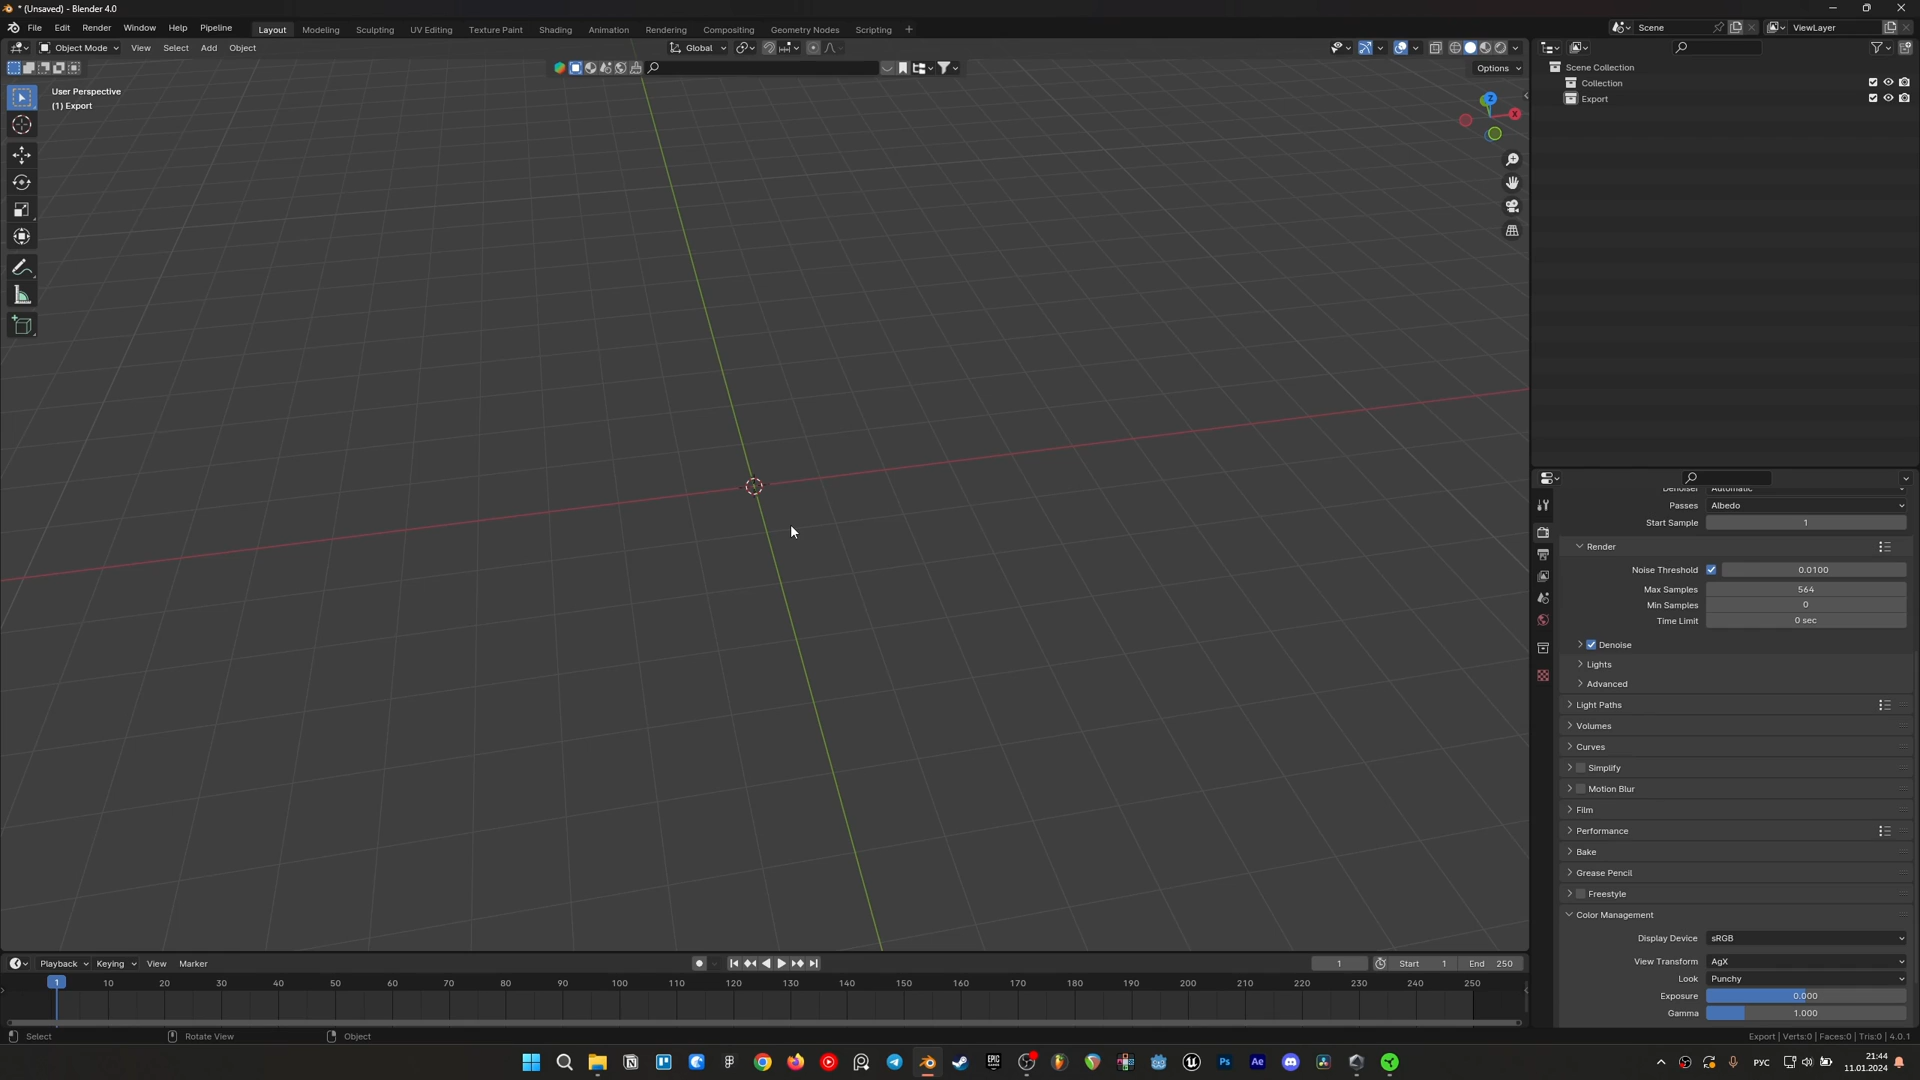 * (Unsaved) - Blender 4.0
File Edit Render Window Help Pipeline Layout Modeling Sculpting UV Editing Texture Paint Shading Animation Rendering Compositing Geometry Nodes Scripting + Scene ViewLayer
Object Mode View Select Add Object Global
Options
User Perspective
(1) Export
Z
X
Scene Collection
Collection
Export
Denoiser Automatic
Passes Albedo
Start Sample 1
Render
Noise Threshold 0.0100
Max Samples 564
Min Samples 0
Time Limit 0 sec
Denoise
Lights
Advanced
Light Paths
Volumes
Curves
Simplify
Motion Blur
Film
Performance
Bake
Grease Pencil
Freestyle
Color Management
Display Device sRGB
View Transform AgX
Look Punchy
Exposure 0.000
Gamma 1.000
Playback Keying View Marker 1 Start 1 End 250
1 10 20 30 40 50 60 70 80 90 100 110 120 130 140 150 160 170 180 190 200 210 220 230 240 250
Select Rotate View Object Export | Verts:0 | Faces:0 | Tris:0 | 4.0.1
EPIC GAMES Ps Ae РУС 21:44
11.01.2024